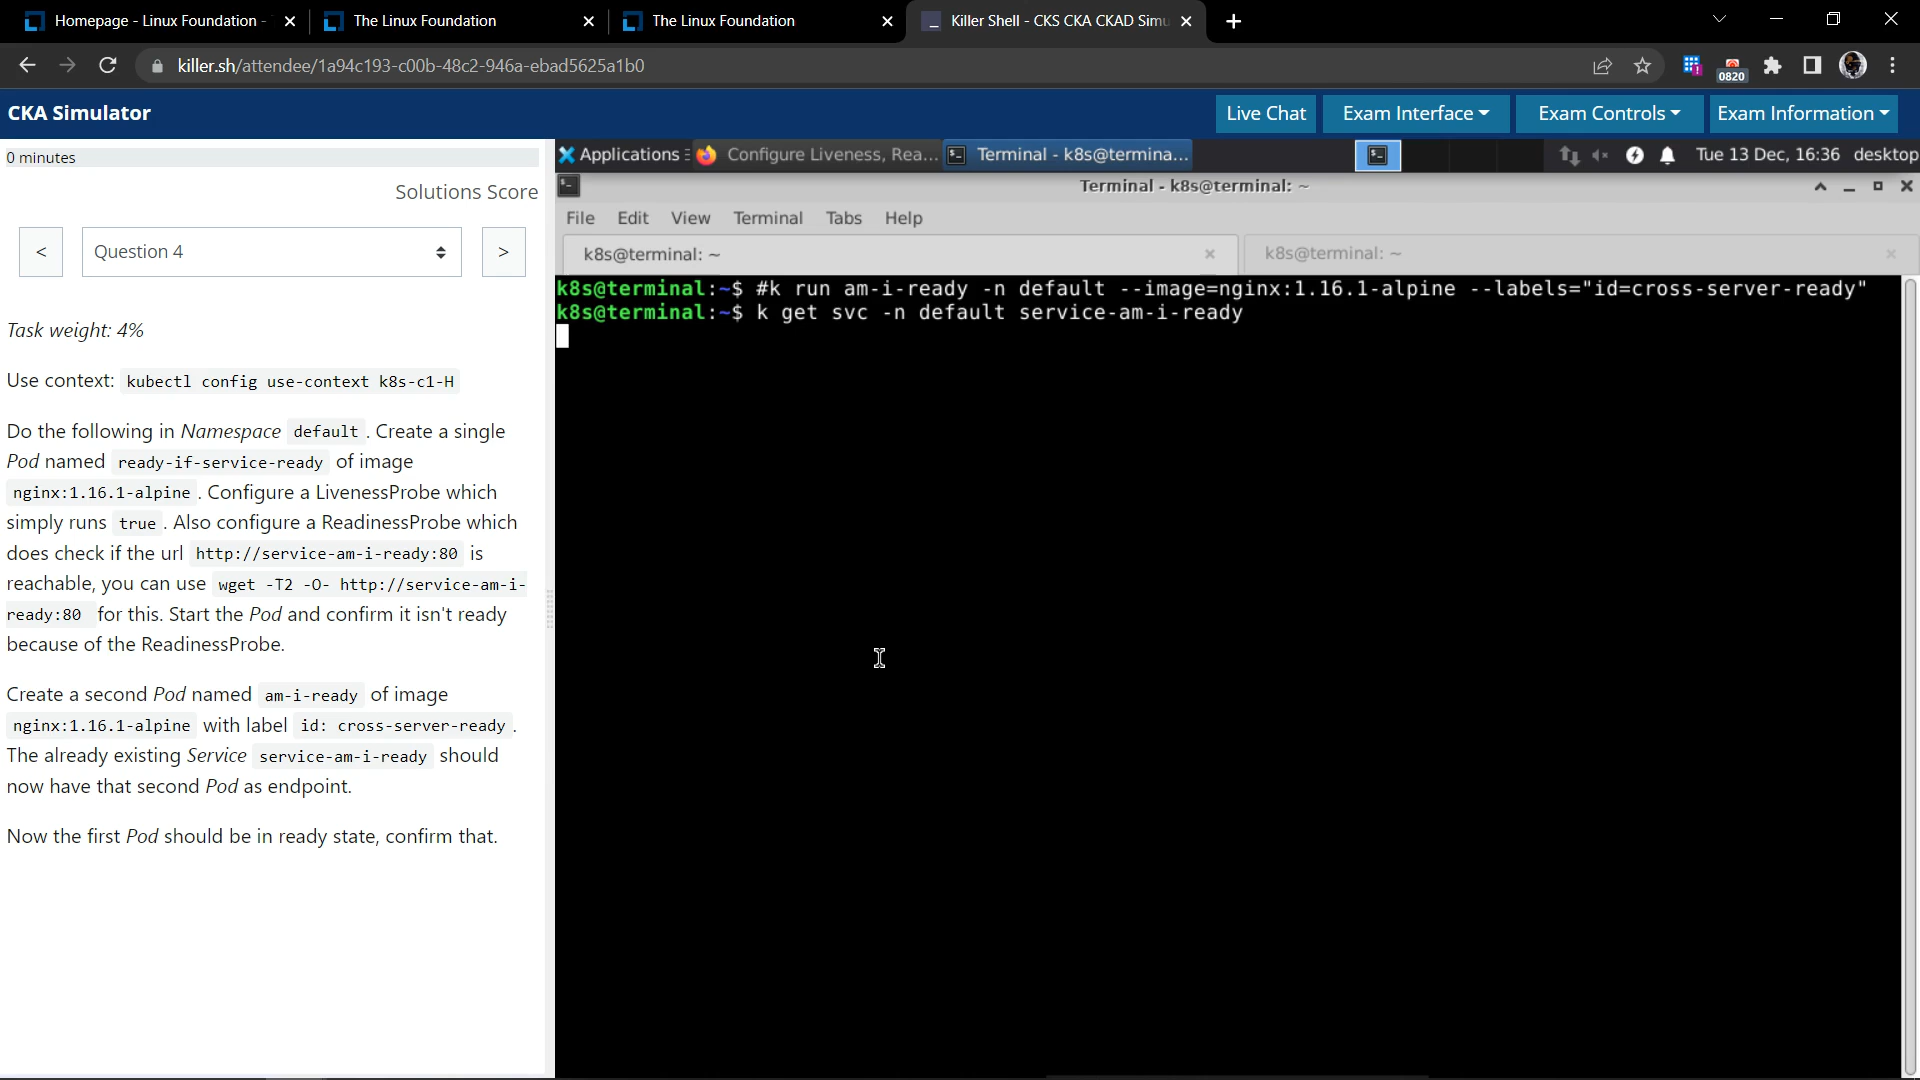 Homepage - Linux Foundation -
The Linux Foundation
The Linux Foundation
Killer Shell - CKS CKA CKAD Simu
killer.sh/attendee/1a94c193-c00b-48c2-946a-ebad5625a1b0
0820
CKA Simulator
Live Chat
Exam Interface
Exam Controls
Exam Information
0 minutes
Solutions Score
<
Question 4
>
Task weight: 4%
Use context: kubectl config use-context k8s-c1-H
Do the following in Namespace default . Create a single
Pod named ready-if-service-ready of image
nginx:1.16.1-alpine . Configure a LivenessProbe which
simply runs true . Also configure a ReadinessProbe which
does check if the url http://service-am-i-ready:80 is
reachable, you can use wget -T2 -O- http://service-am-i-
ready:80 for this. Start the Pod and confirm it isn't ready
because of the ReadinessProbe.
Create a second Pod named am-i-ready of image
nginx:1.16.1-alpine with label id: cross-server-ready .
The already existing Service service-am-i-ready should
now have that second Pod as endpoint.
Now the first Pod should be in ready state, confirm that.
Applications
Configure Liveness, Rea...
Terminal - k8s@termina...
Tue 13 Dec, 16:36
desktop
Terminal - k8s@terminal: ~
File Edit View Terminal Tabs Help
k8s@terminal: ~
k8s@terminal: ~
k8s@terminal:~$ #k run am-i-ready -n default --image=nginx:1.16.1-alpine --labels="id=cross-server-ready"
k8s@terminal:~$ k get svc -n default service-am-i-ready